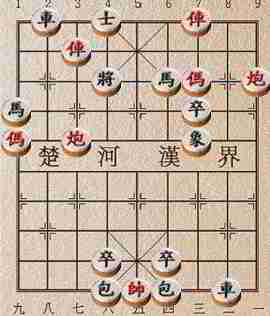 1 2 3 4 5 6 7 8 9
車 士 俥
俥
將 馬 傌 炮
馬 卒
傌 炮 象
楚 河 漢 界
卒 卒
包 帥 包 車
九 八 七 六 五 四 三 二 一